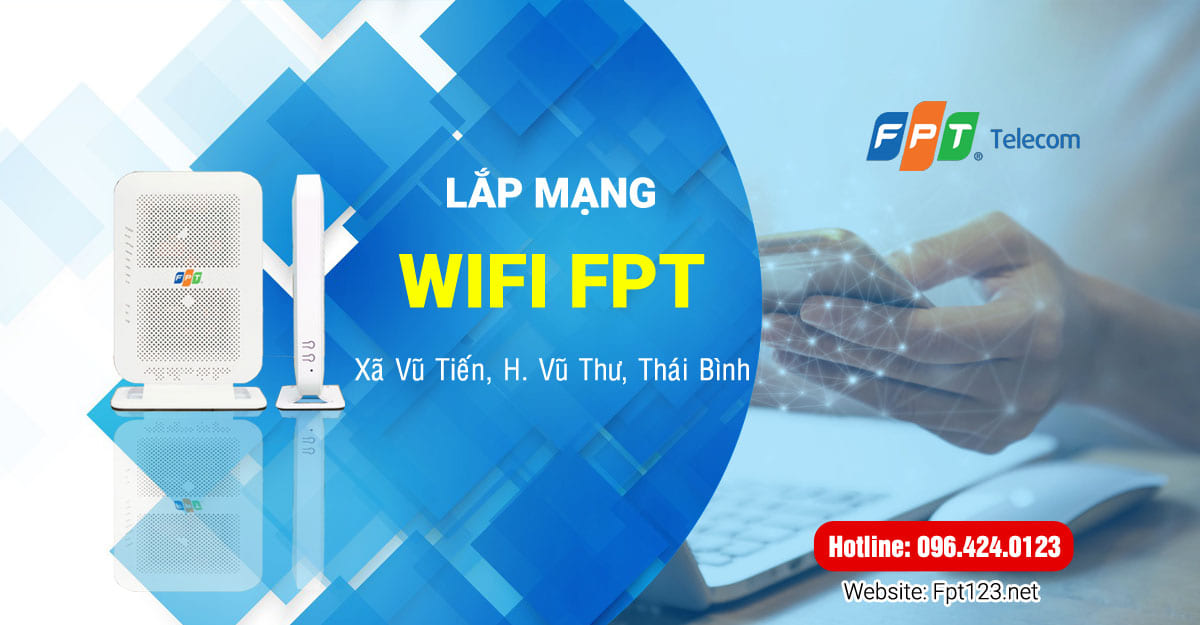 FPT® Telecom
LẮP MẠNG
WIFI FPT
Xã Vũ Tiến, H. Vũ Thư, Thái Bình
FPT
Hotline: 096.424.0123
Website: Fpt123.net